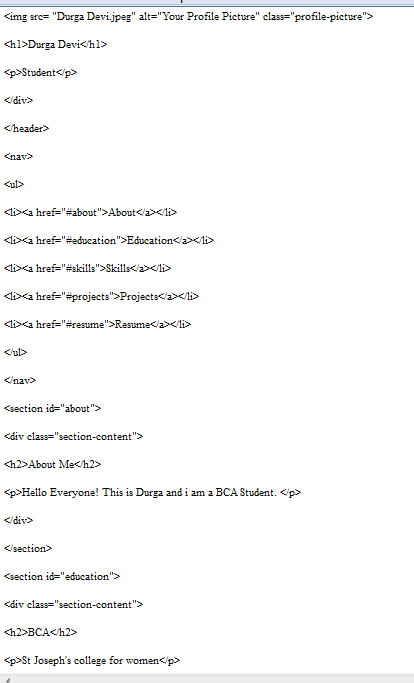 <img src= "Durga Devi.jpeg" alt="Your Profile Picture" class="profile-picture">
<h1>Durga Devi</h1>
<p>Student</p>
</div>
</header>
<nav>
<ul>
<li><a href="#about">About</a></li>
<li><a href="#education">Education</a></li>
<li><a href="#skills">Skills</a></li>
<li><a href="#projects">Projects</a></li>
<li><a href="#resume">Resume</a></li>
</ul>
</nav>
<section id="about">
<div class="section-content">
<h2>About Me</h2>
<p>Hello Everyone! This is Durga and i am a BCA Student. </p>
</div>
</section>
<section id="education">
<div class="section-content">
<h2>BCA</h2>
<p>St Joseph's college for women</p>